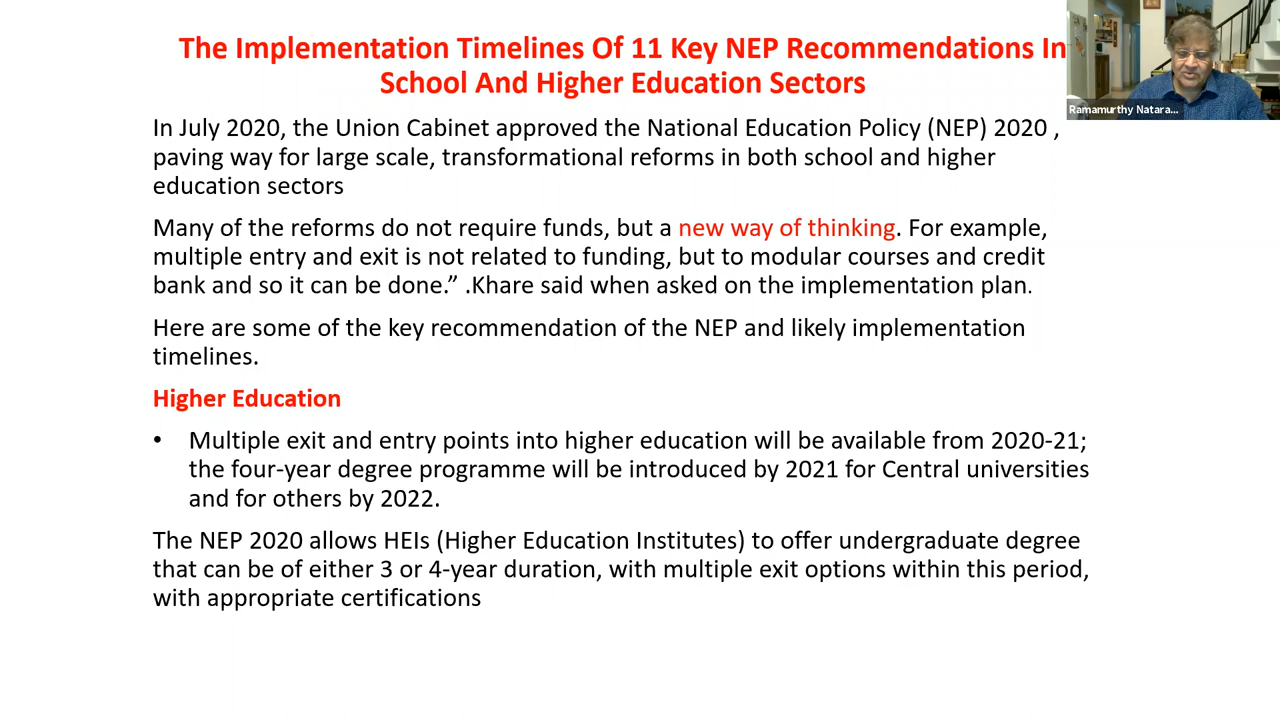 The Implementation Timelines Of 11 Key NEP Recommendations In
School And Higher Education Sectors
Ramamurthy Natara...
In July 2020, the Union Cabinet approved the National Education Policy (NEP) 2020 ,
paving way for large scale, transformational reforms in both school and higher
education sectors
Many of the reforms do not require funds, but a new way of thinking. For example,
multiple entry and exit is not related to funding, but to modular courses and credit
bank and so it can be done.” .Khare said when asked on the implementation plan.
Here are some of the key recommendation of the NEP and likely implementation
timelines.
Higher Education
• Multiple exit and entry points into higher education will be available from 2020-21;
the four-year degree programme will be introduced by 2021 for Central universities
and for others by 2022.
The NEP 2020 allows HEIs (Higher Education Institutes) to offer undergraduate degree
that can be of either 3 or 4-year duration, with multiple exit options within this period,
with appropriate certifications